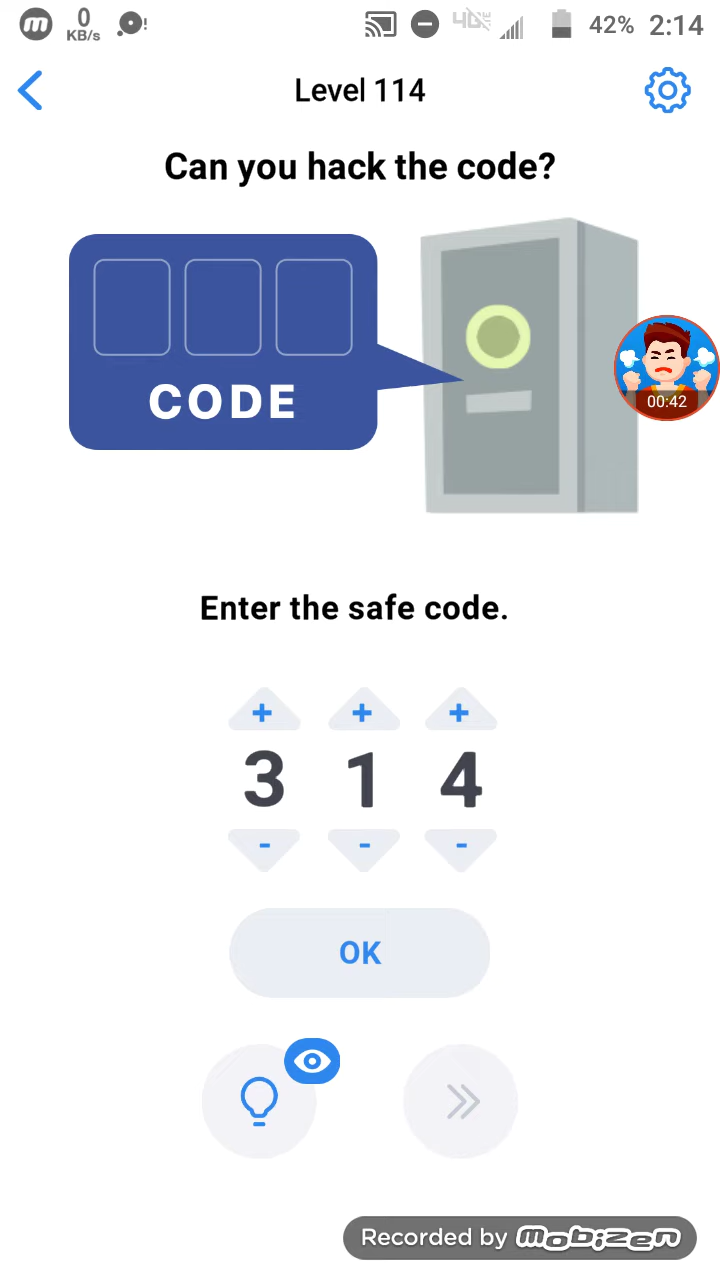 0
KB/s
4G
42% 2:14
Level 114
Can you hack the code?
CODE
00:42
Enter the safe code.
+ + +
3 1 4
- - -
OK
Recorded by mobizen